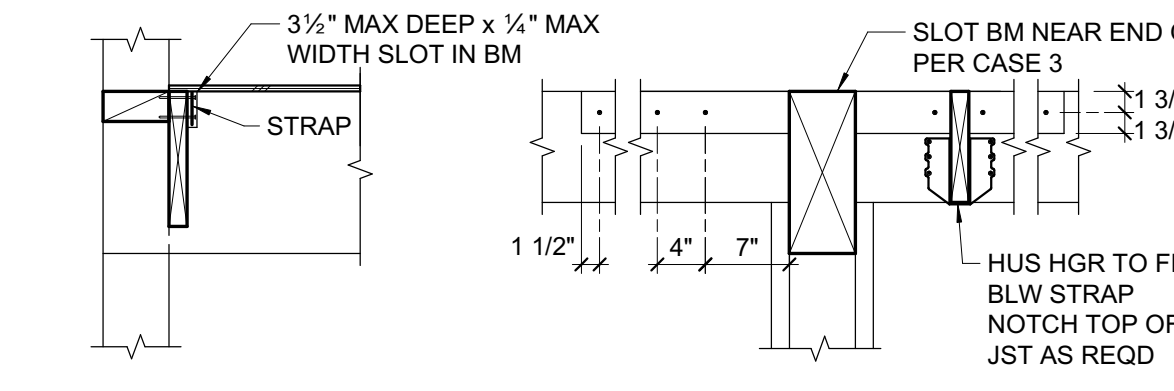 3½" MAX DEEP x ¼" MAX
WIDTH SLOT IN BM
STRAP
SLOT BM NEAR END
PER CASE 3
1 3/
1 3/
1 1/2"
4"
7"
HUS HGR TO
BLW STRAP
NOTCH TOP
JST AS REQD